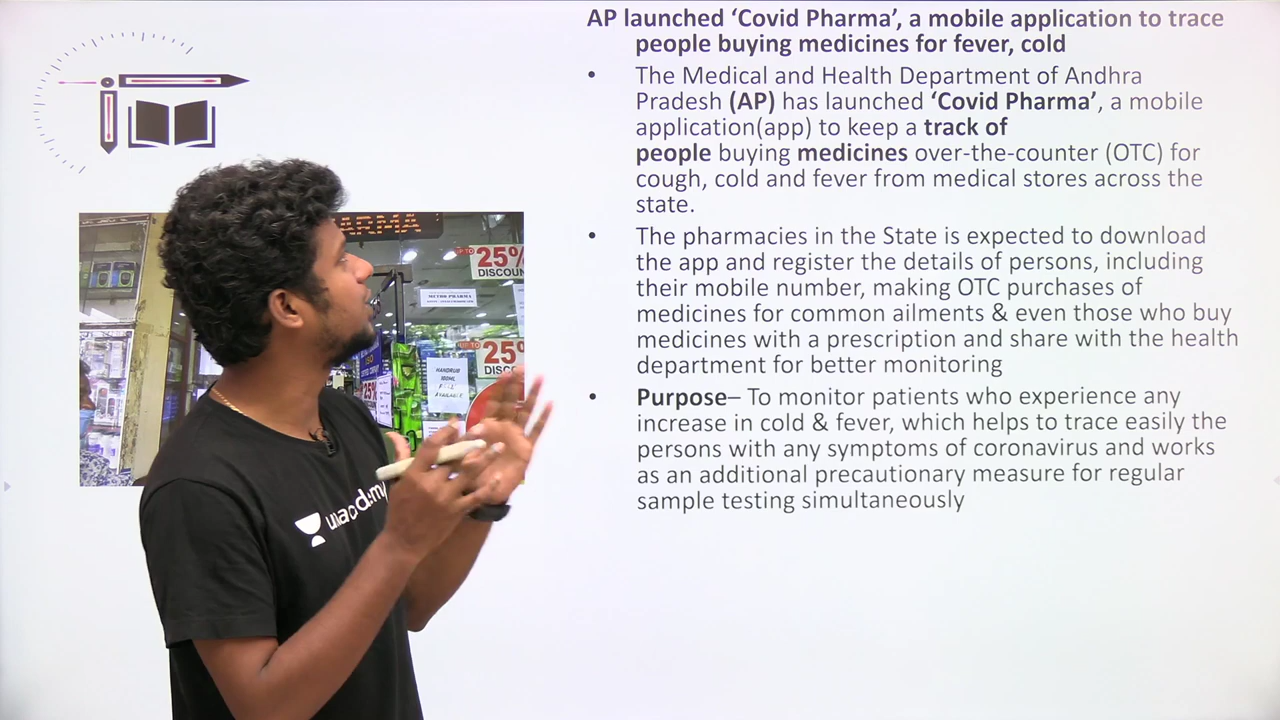 AP launched ‘Covid Pharma’, a mobile application to trace
people buying medicines for fever, cold
• The Medical and Health Department of Andhra
Pradesh (AP) has launched ‘Covid Pharma’, a mobile
application(app) to keep a track of
people buying medicines over-the-counter (OTC) for
cough, cold and fever from medical stores across the
state.
• The pharmacies in the State is expected to download
the app and register the details of persons, including
their mobile number, making OTC purchases of
medicines for common ailments & even those who buy
medicines with a prescription and share with the health
department for better monitoring
• Purpose– To monitor patients who experience any
increase in cold & fever, which helps to trace easily the
persons with any symptoms of coronavirus and works
as an additional precautionary measure for regular
sample testing simultaneously
ARMA
25%
DISCOUN
METRO PHARMA
25
DISCO
HANDRUB
AVAILABLE
ISO
25%
unacademy